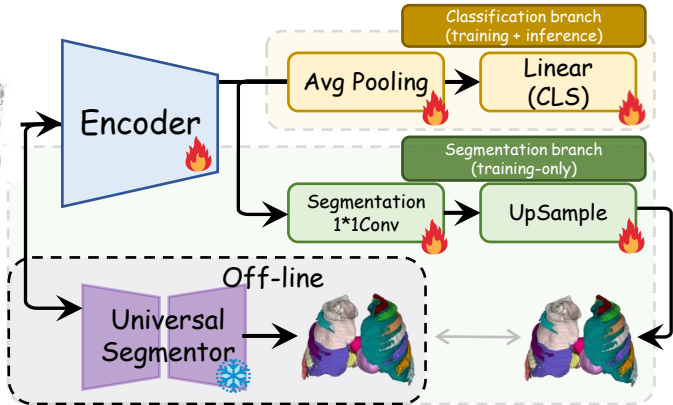 Classification branch
(training + inference)
Encoder
Avg Pooling
Linear
(CLS)
Segmentation branch
(training-only)
Segmentation
1*1Conv
UpSample
Off-line
Universal
Segmentor